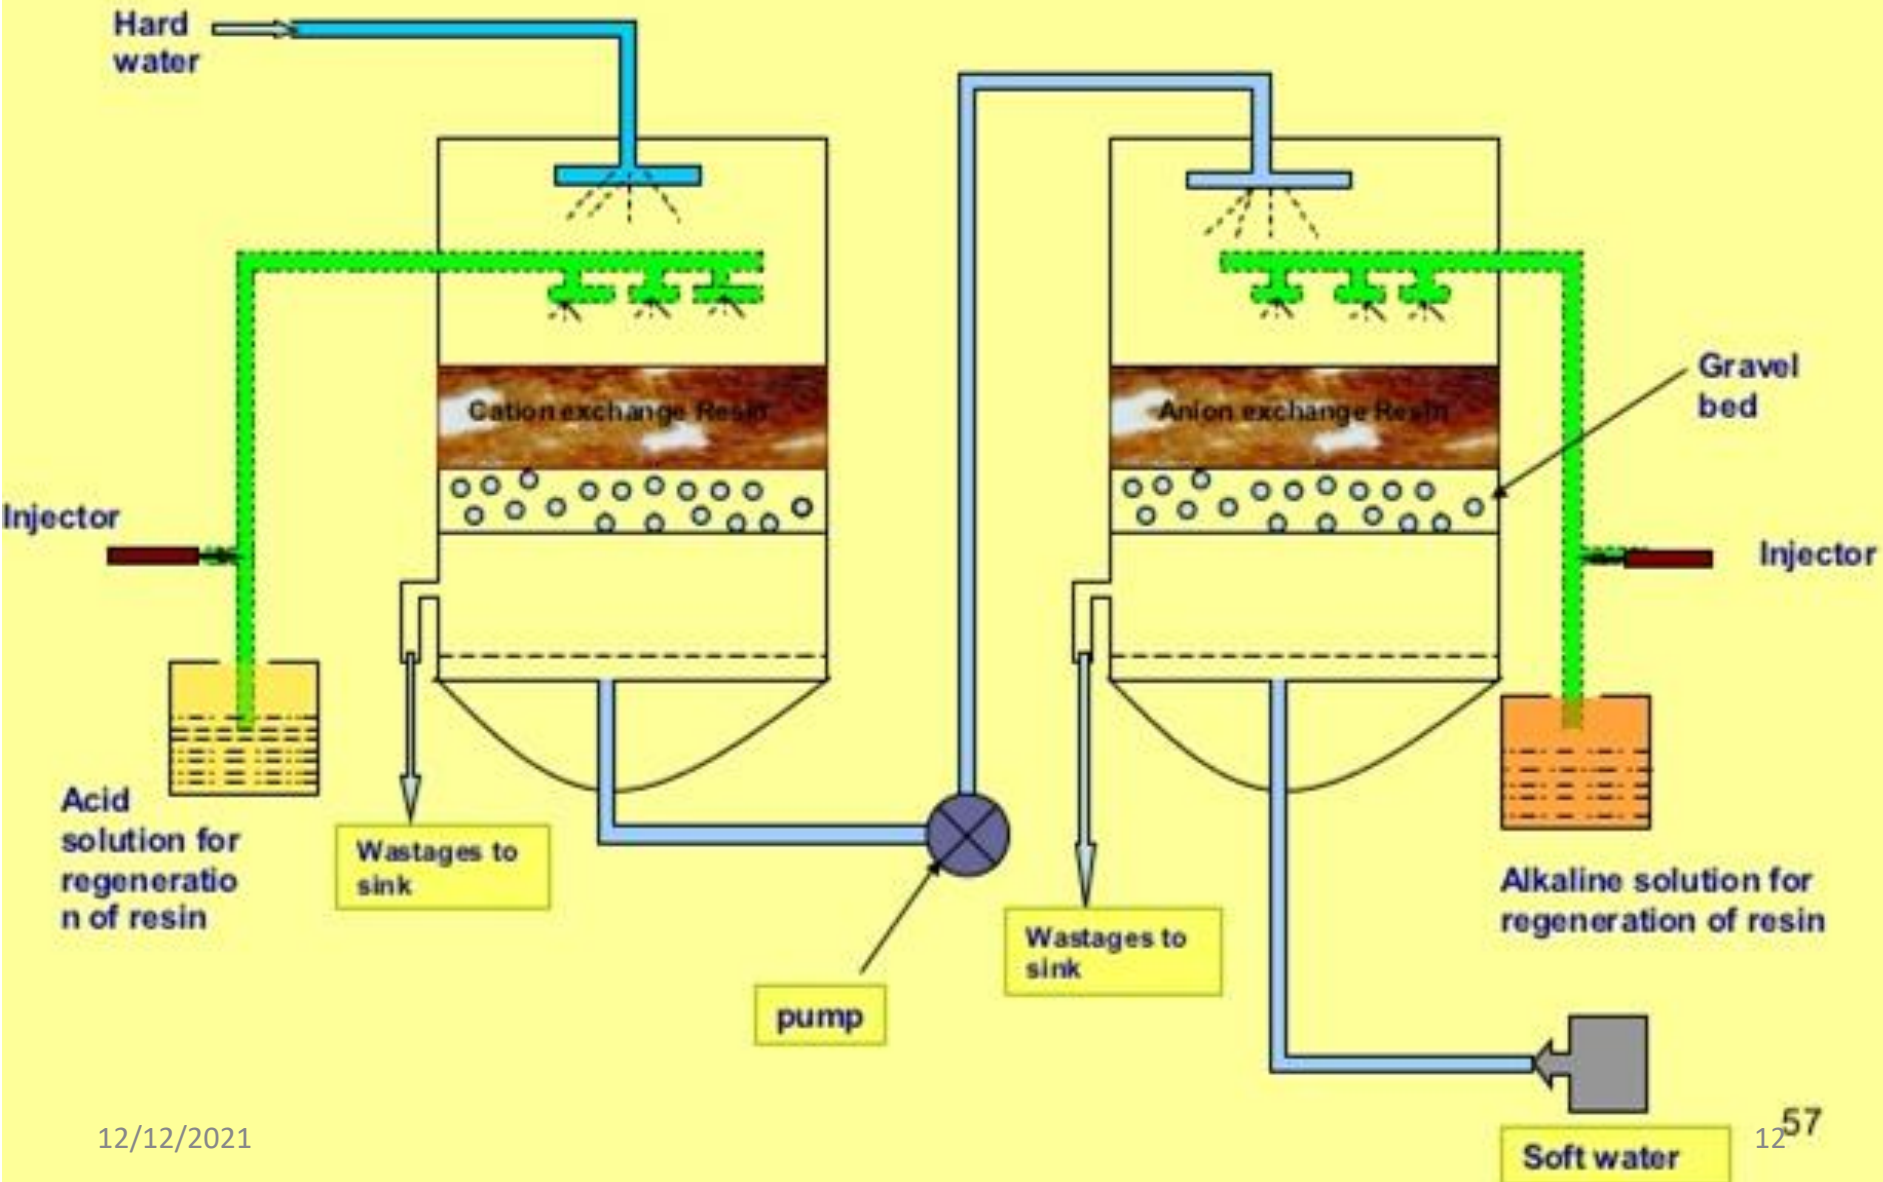 Hard
water
Cation exchange Resin
Anion exchange Resin
Gravel
bed
Injector
Injector
Acid
solution for
regeneratio
n of resin
Wastages to
sink
pump
Wastages to
sink
Alkaline solution for
regeneration of resin
Soft water
12/12/2021
12
57